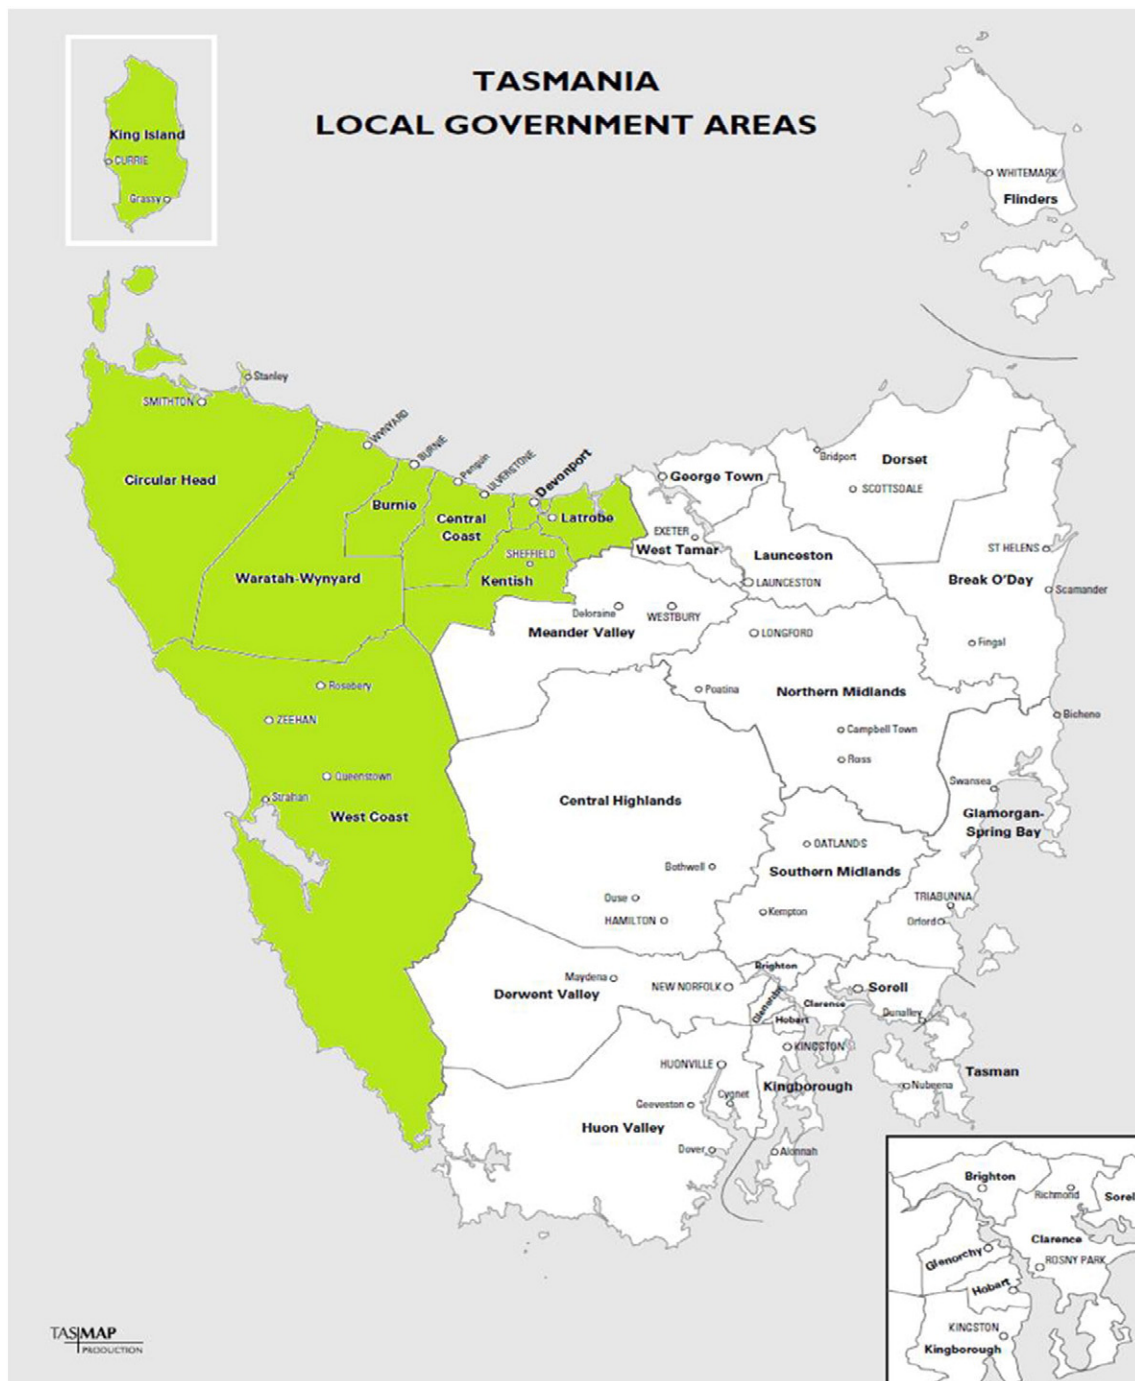 TASMANIA
LOCAL GOVERNMENT AREAS
King Island
CURRIE
Grassy
WHITEMARK
Flinders
Stanley
SMITHTON
WYNYARD
BURNIE
Penguin
ULVERSTONE
Devonport
Bridport
Dorset
George Town
SCOTTSDALE
Circular Head
Burnie
Central
Coast
Latrobe
EXETER
West Tamar
Launceston
ST HELENS
SHEFFIELD
Kentish
Waratah-Wynyard
LAUNCESTON
Break O'Day
Scamander
Deloraine
WESTBURY
Meander Valley
LONGFORD
Fingal
Rosebery
Poatina
Northern Midlands
ZEEHAN
Campbell Town
Bicheno
Ross
Queenstown
Swansea
Strahan
West Coast
Central Highlands
Glamorgan-
Spring Bay
OATLANDS
Bothwell
Southern Midlands
Ouse
TRIABUNNA
HAMILTON
Kempton
Orford
Brighton
Maydena
Derwent Valley
NEW NORFOLK
Glenorchy
Clarence
Sorell
Hobart
Dunalley
KINGSTON
HUONVILLE
Kingborough
Tasman
Nubeena
Geeveston
Cygnet
Huon Valley
Dover
Alonnah
Brighton
Richmond
Sorel
Clarence
Glenorchy
ROSNY PARK
Hobart
KINGSTON
Kingborough
TASMAP
PRODUCTION